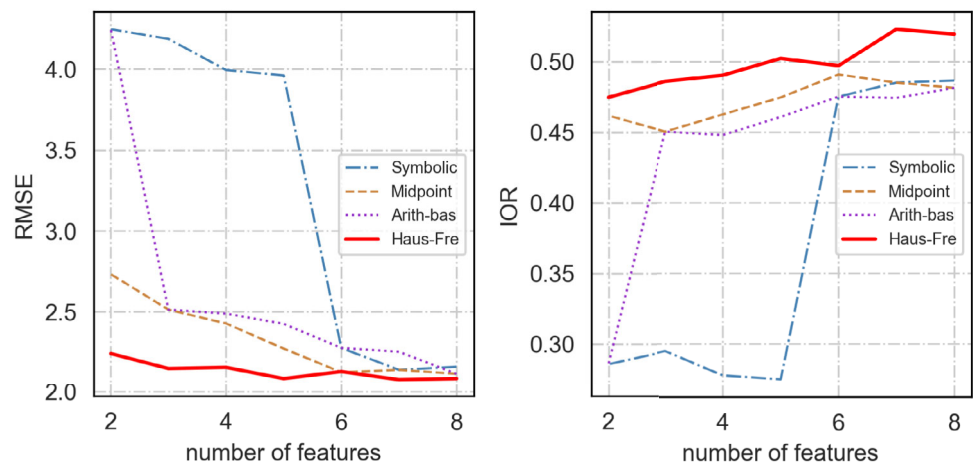 RMSE
4.0
3.5
3.0
2.5
2.0
2 4 6 8
number of features
Symbolic
Midpoint
Arith-bas
Haus-Fre
IOR
0.50
0.45
0.40
0.35
0.30
2 4 6 8
number of features
Symbolic
Midpoint
Arith-bas
Haus-Fre